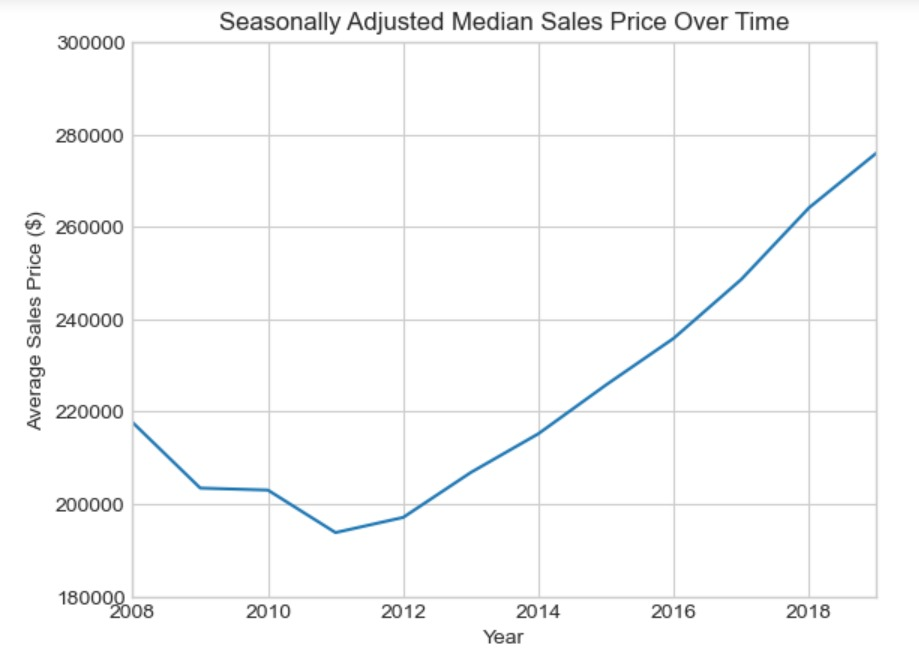 Seasonally Adjusted Median Sales Price Over Time
300000
280000
260000
240000
220000
200000
180000
Average Sales Price ($)
2008 2010 2012 2014 2016 2018
Year